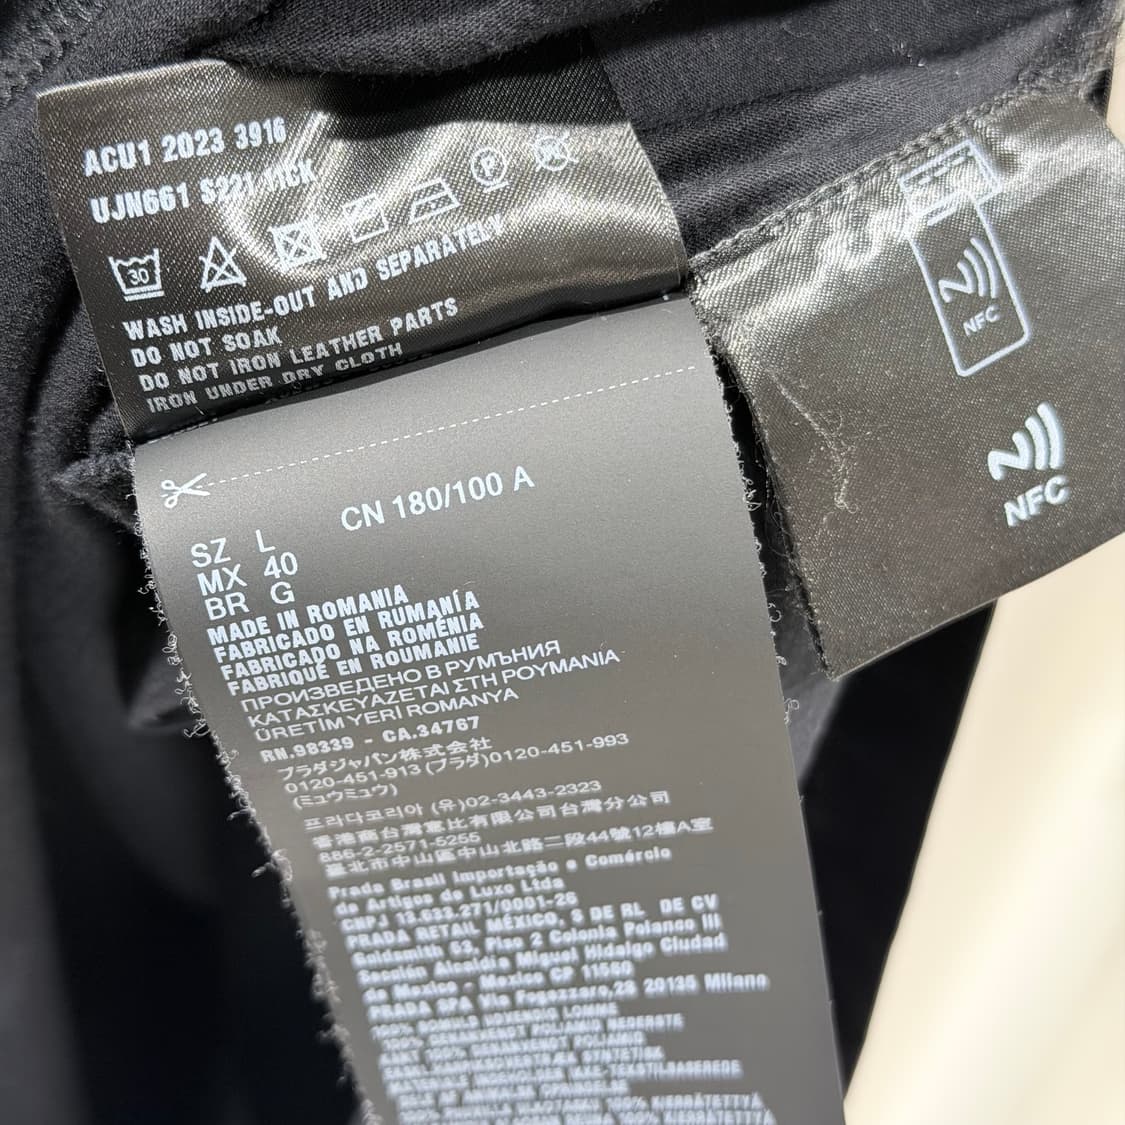 ACU1 2023 3916
UJN661 S221 11CK
30
WASH INSIDE-OUT AND SEPARATELY
DO NOT SOAK
DO NOT IRON LEATHER PARTS
IRON UNDER DRY CLOTH
NFC
NFC
CN 180/100 A
SZ L
MX 40
BR G
MADE IN ROMANIA
FABRICADO EN RUMANÍA
FABRICADO NA ROMÉNIA
FABRIQUÉ EN ROUMANIE
ПРОИЗВЕДЕНО В РУМЪНИЯ
ΚΑΤΑΣΚΕΥΑΖΕΤΑΙ ΣΤΗ ΡΟΥΜΑΝΙΑ
ÜRETİM YERİ ROMANYA
RN.98339 - CA.34767
プラダジャパン株式会社
0120-451-913 (プラダ)0120-451-993
(ミュウミュウ)
프라다코리아 (유)02-3443-2323
香港商台灣
有限公司台灣分公司
886-2-2571-5255
臺北市中山區中山北路二段44號12樓A室
Prada Brasil Importação e Comércio
de Artigos de Luxo Ltda
CNPJ 13.633.271/0001-26
PRADA RETAIL MÉXICO, S DE RL DE CV
Goldsmith 53, Piso 2 Colonia Polanco III
Sección Alcaldia Miguel Hidalgo Ciudad
de Mexico - Mexico CP 11560
PRADA SPA Via Fogazzaro,28 20135 Milano